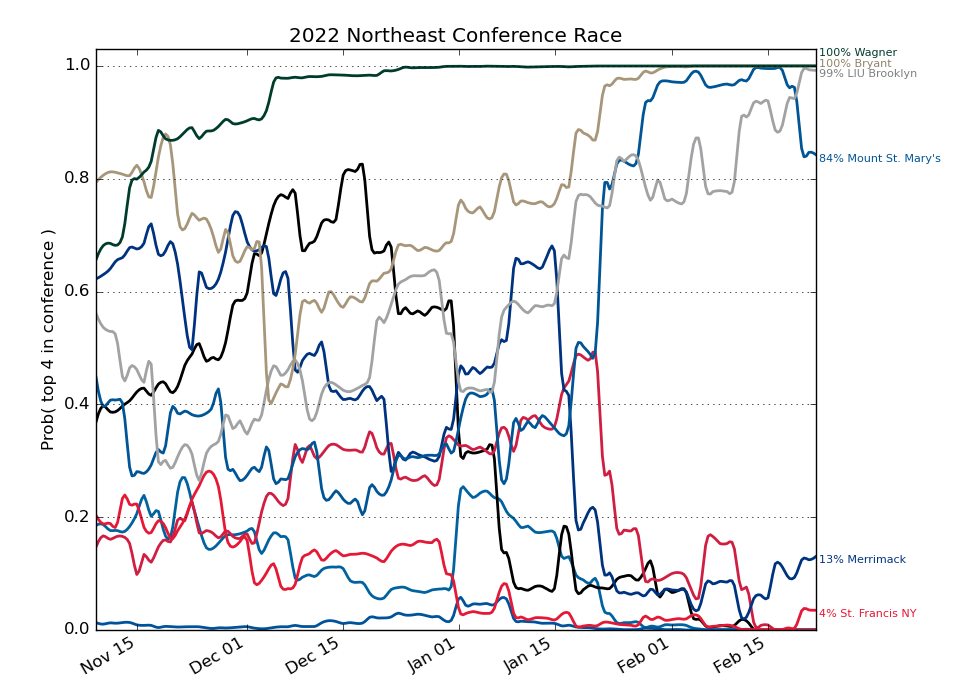 2022 Northeast Conference Race
Prob( top 4 in conference )
1.0
0.8
0.6
0.4
0.2
0.0
Nov 15
Dec 01
Dec 15
Jan 01
Jan 15
Feb 01
Feb 15
100% Wagner
100% Bryant
99% LIU Brooklyn
84% Mount St. Mary's
13% Merrimack
4% St. Francis NY